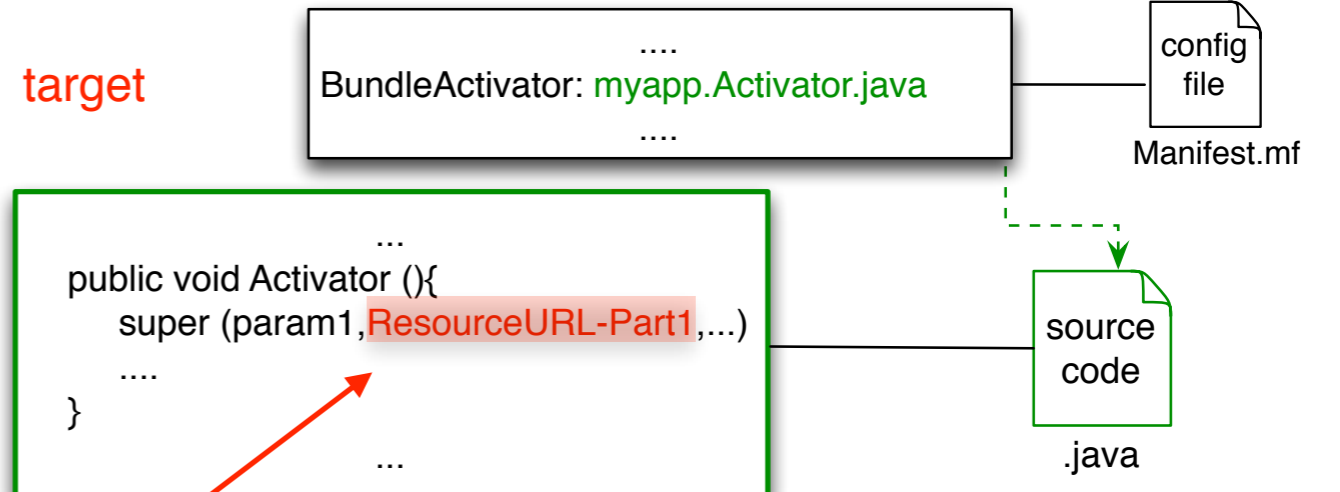 target
....
BundleActivator: myapp.Activator.java
....
config
file
Manifest.mf
...
public void Activator (){
super (param1,ResourceURL-Part1,...)
....
}
...
source
code
.java